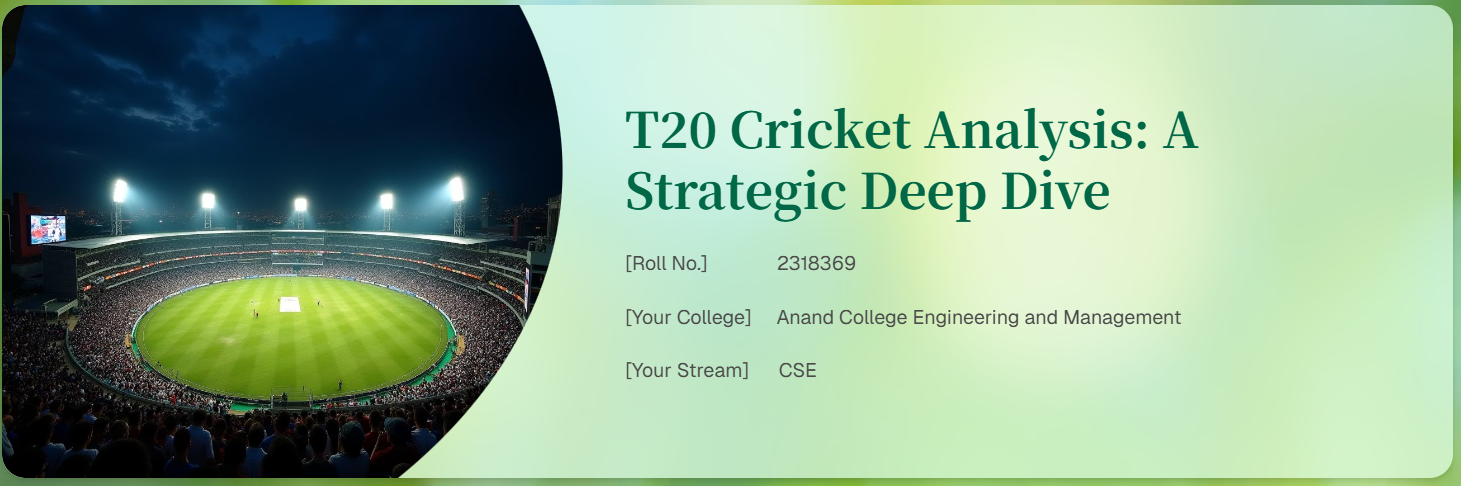 T20 Cricket Analysis: A
Strategic Deep Dive
[Roll No.] 2318369
[Your College] Anand College Engineering and Management
[Your Stream] CSE